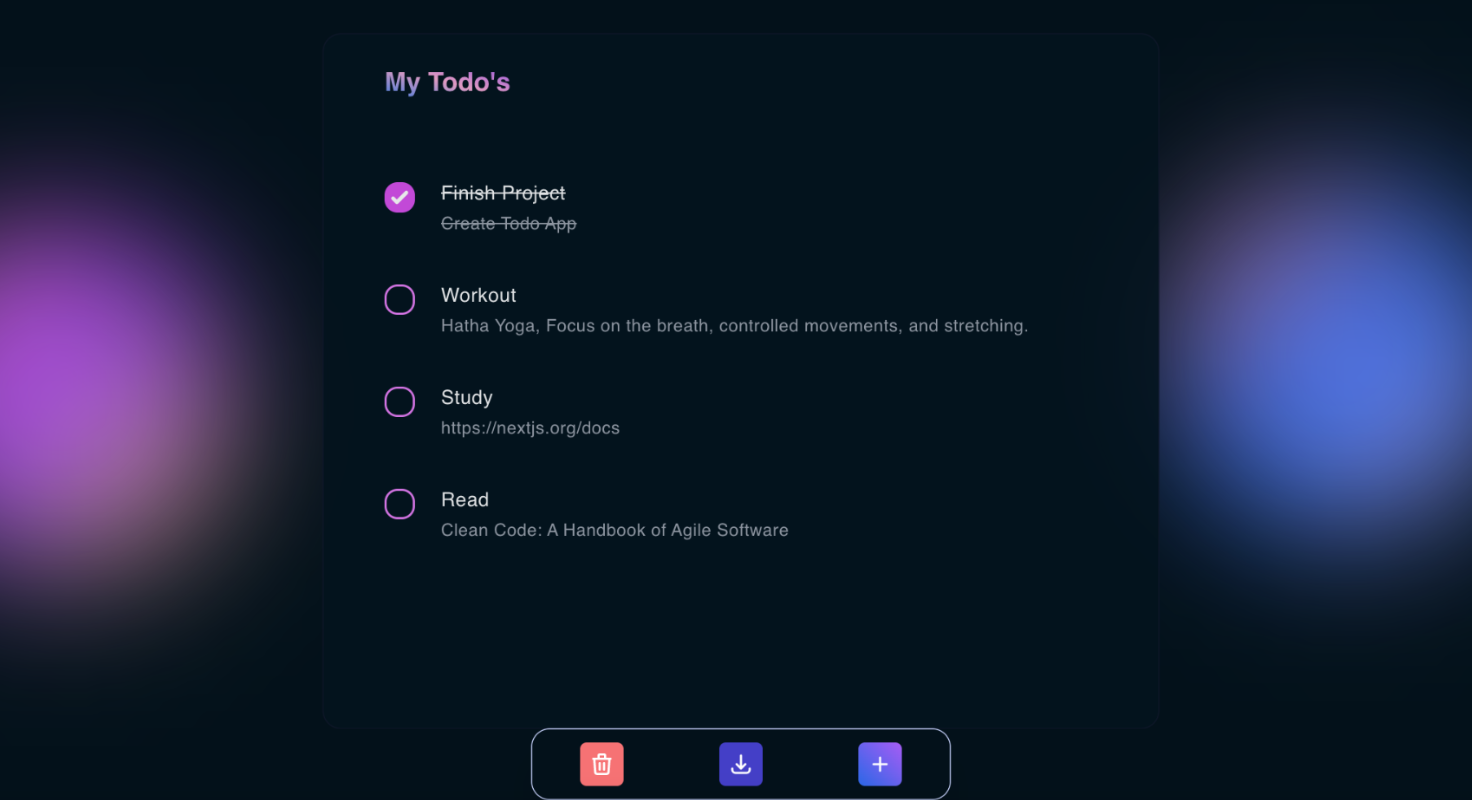 My Todo's
Finish Project
Create Todo App
Workout
Hatha Yoga, Focus on the breath, controlled movements, and stretching.
Study
https://nextjs.org/docs
Read
Clean Code: A Handbook of Agile Software